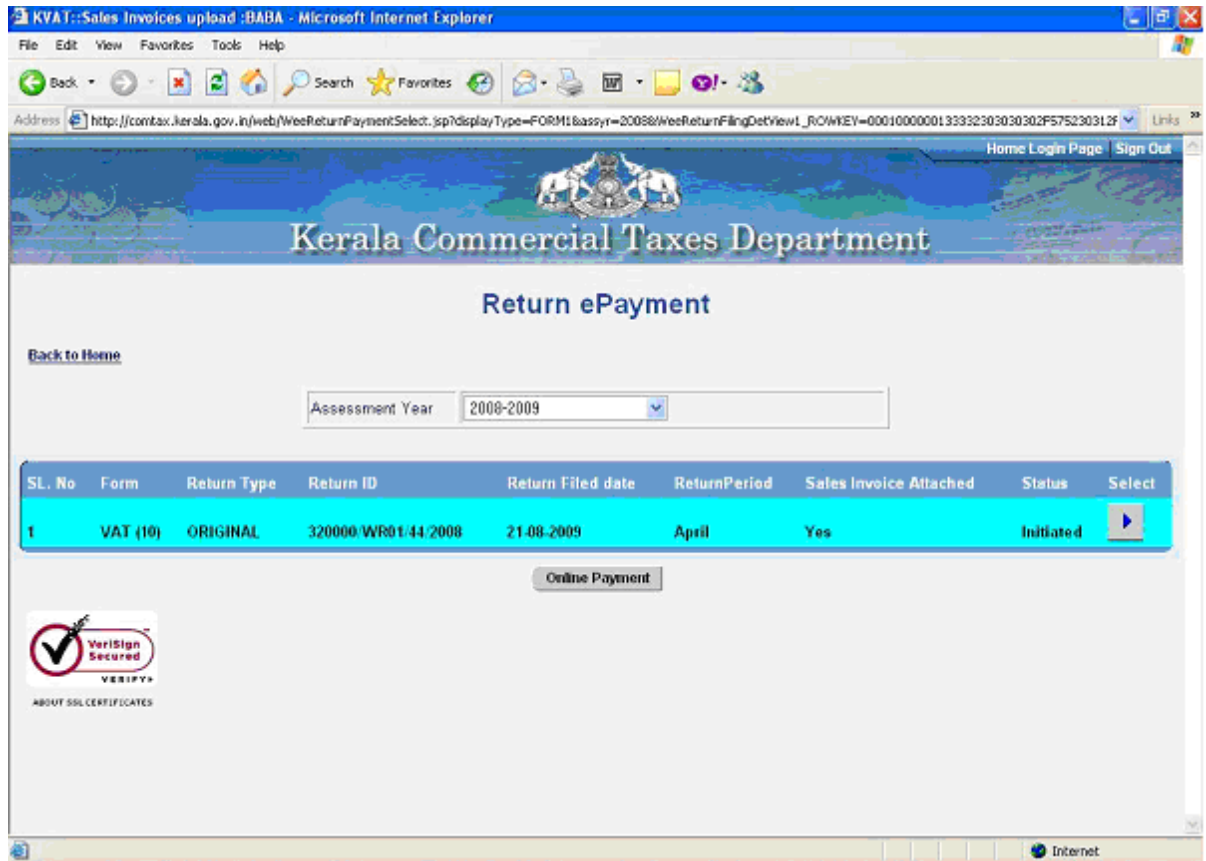 KVAT::Sales Invoices upload :BABA - Microsoft Internet Explorer
File Edit View Favorites Tools Help
Back Search Favorites
Address http://comtax.kerala.gov.in/web/WeeReturnPaymentSelect.jsp?displayType=FORM1&assyr=2008&WeeReturnFilingDetView1_ROWKEY= Links
Home Login Page | Sign Out
Kerala Commercial Taxes Department
Return ePayment
Back to Home
Assessment Year 2008-2009
SL. No Form Return Type Return ID Return Filed date ReturnPeriod Sales Invoice Attached Status Select
1 VAT (10) ORIGINAL 320000/WR01/44/2008 21-08-2009 April Yes Initiated
Online Payment
VeriSign
Secured
VERIFY
ABOUT SSL CERTIFICATES
Internet